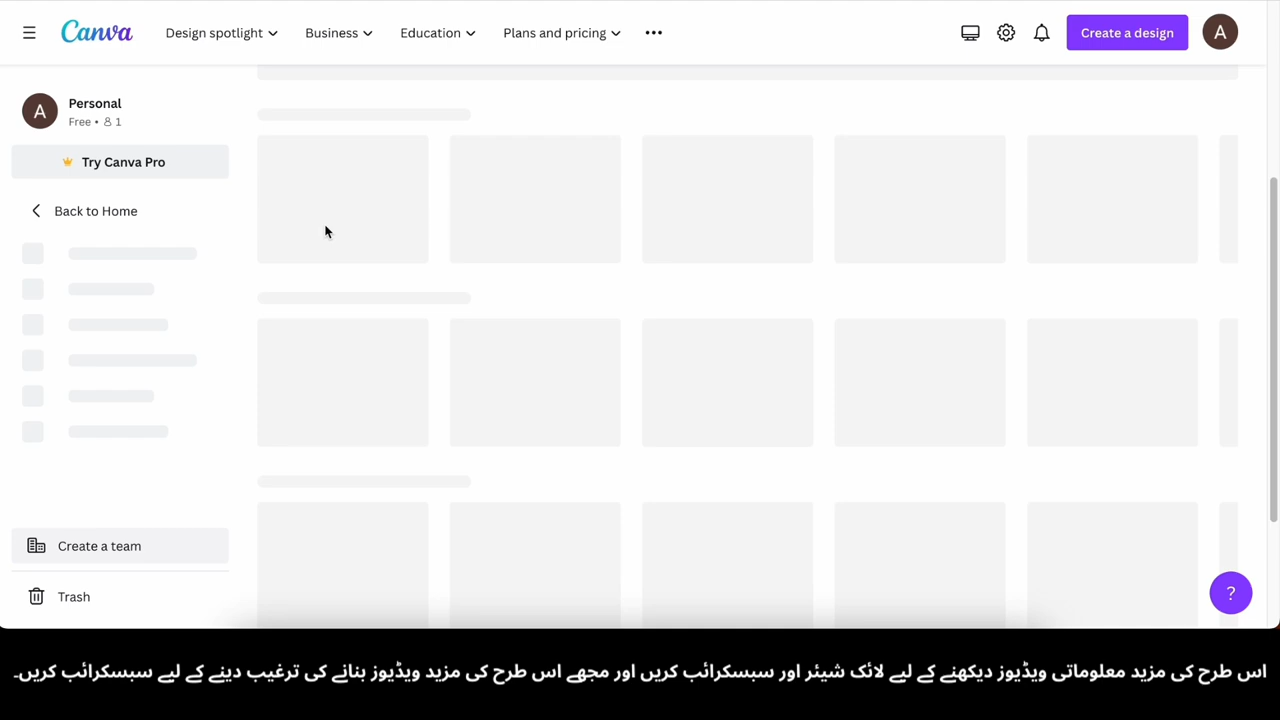 Canva
Design spotlight
Business
Education
Plans and pricing
•••
Create a design
A
A
Personal
Free • 1
Try Canva Pro
Back to Home
Create a team
Trash
?
اس طرح کی مزید معلوماتی ویڈیوز دیکھنے کے لیے لائک شیئر اور سبسکرائب کریں اور مجھے اس طرح کی مزید ویڈیوز بنانے کی ترغیب دینے کے لیے سبسکرائب کریں۔